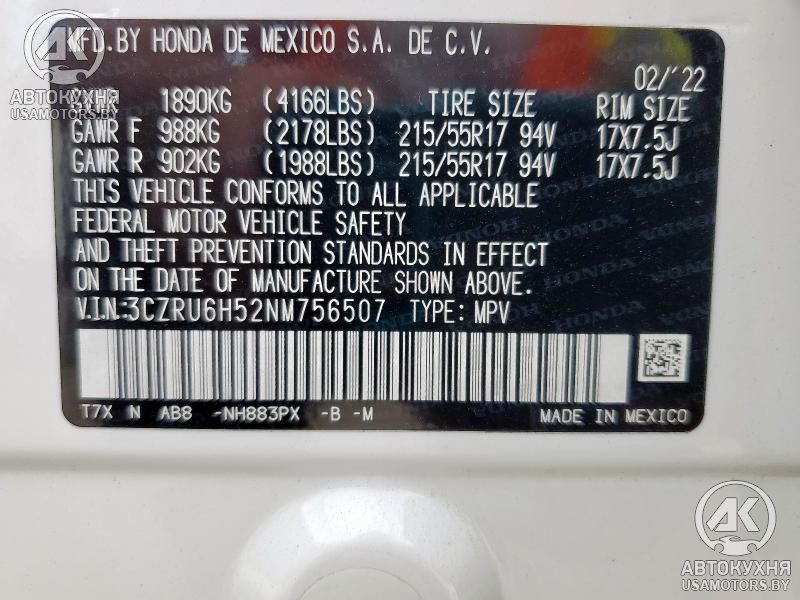 MFD.BY HONDA DE MEXICO S.A. DE C.V.
02/'22
GVWR 1890KG (4166LBS) TIRE SIZE RIM SIZE
GAWR F 988KG (2178LBS) 215/55R17 94V 17X7.5J
GAWR R 902KG (1988LBS) 215/55R17 94V 17X7.5J
THIS VEHICLE CONFORMS TO ALL APPLICABLE
FEDERAL MOTOR VEHICLE SAFETY
AND THEFT PREVENTION STANDARDS IN EFFECT
ON THE DATE OF MANUFACTURE SHOWN ABOVE.
V.I.N:3CZRU6H52NM756507 TYPE: MPV
T7X N AB8 -NH883PX -B -M MADE IN MEXICO
АК
АВТОКУХНЯ
USAMOTORS.BY
АК
АВТОКУХНЯ
USAMOTORS.BY